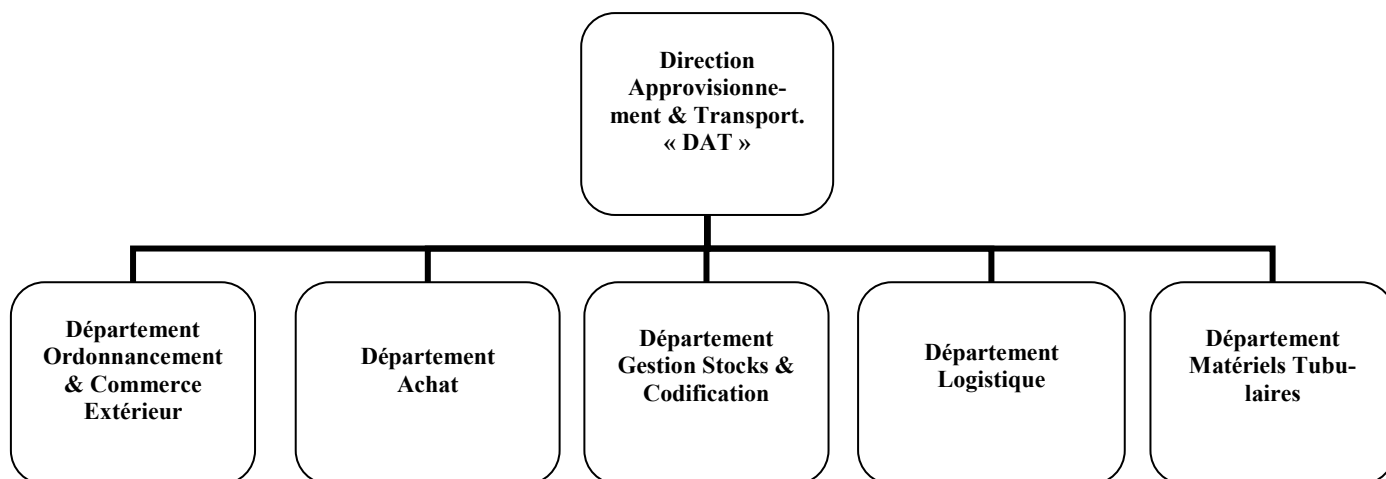 Direction
Approvisionne-
ment & Transport.
« DAT »
Département
Ordonnancement
& Commerce
Extérieur
Département
Achat
Département
Gestion Stocks &
Codification
Département
Logistique
Département
Matériels Tubu-
laires